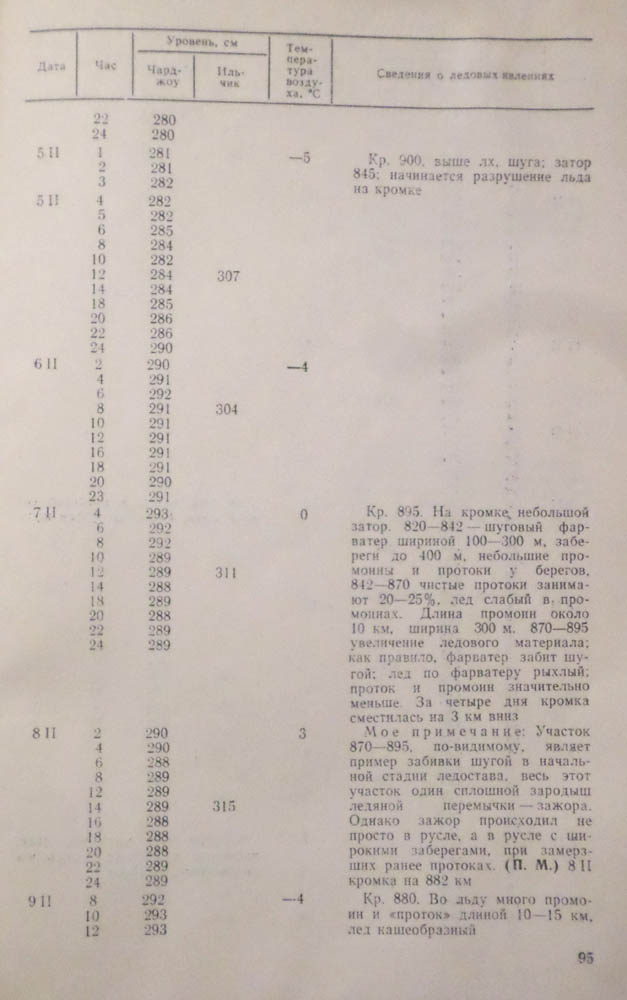 Дата Час Уровень, см Тем-
Чард- Иль- пера-
жоу чик тура
возду-
ха, °С Сведения о ледовых явлениях
22 280
24 280
5 II 1 281 —5 Кр. 900, выше лх, шуга; затор
2 281 845; начинается разрушение льда
3 282 на кромке
5 II 4 282
5 282
6 285
8 284
10 282
12 284 307
14 284
18 285
20 286
22 286
24 290
6 II 2 290 —4
4 291
6 292
8 291 304
10 291
12 291
16 291
18 291
20 290
23 291
7 II 4 293 0 Кр. 895. На кромке небольшой
6 292 затор. 820—842 — шуговый фар-
8 292 ватер шириной 100—300 м, забе-
10 289 реги до 400 м, небольшие про-
12 289 311 моины и протоки у берегов,
14 288 842—870 чистые протоки занима-
18 289 ют 20—25%, лед слабый в про-
20 288 моинах. Длина промоин около
22 289 10 км, ширина 300 м. 870—895
24 289 увеличение ледового материала;
как правило, фарватер забит шу-
гой; лед по фарватеру рыхлый;
проток и промоин значительно
меньше. За четыре дня кромка
сместилась на 3 км вниз
8 II 2 290 3 Мое примечание: Участок
4 290 870—895, по-видимому, являет
6 288 пример забивки шугой в началь-
8 289 ной стадии ледостава, весь этот
12 289 участок один сплошной зародыш
14 289 315 ледяной перемычки — зажора.
16 288 Однако зажор происходил не
18 288 просто в русле, а в русле с ши-
20 288 рокими заберегами, при замерз-
22 289 ших ранее протоках. (П. М.) 8 II
24 289 кромка на 882 км
9 II 8 292 —4 Кр. 880. Во льду много промо-
10 293 ин и «проток» длиной 10—15 км,
12 293 лед кашеобразный
95